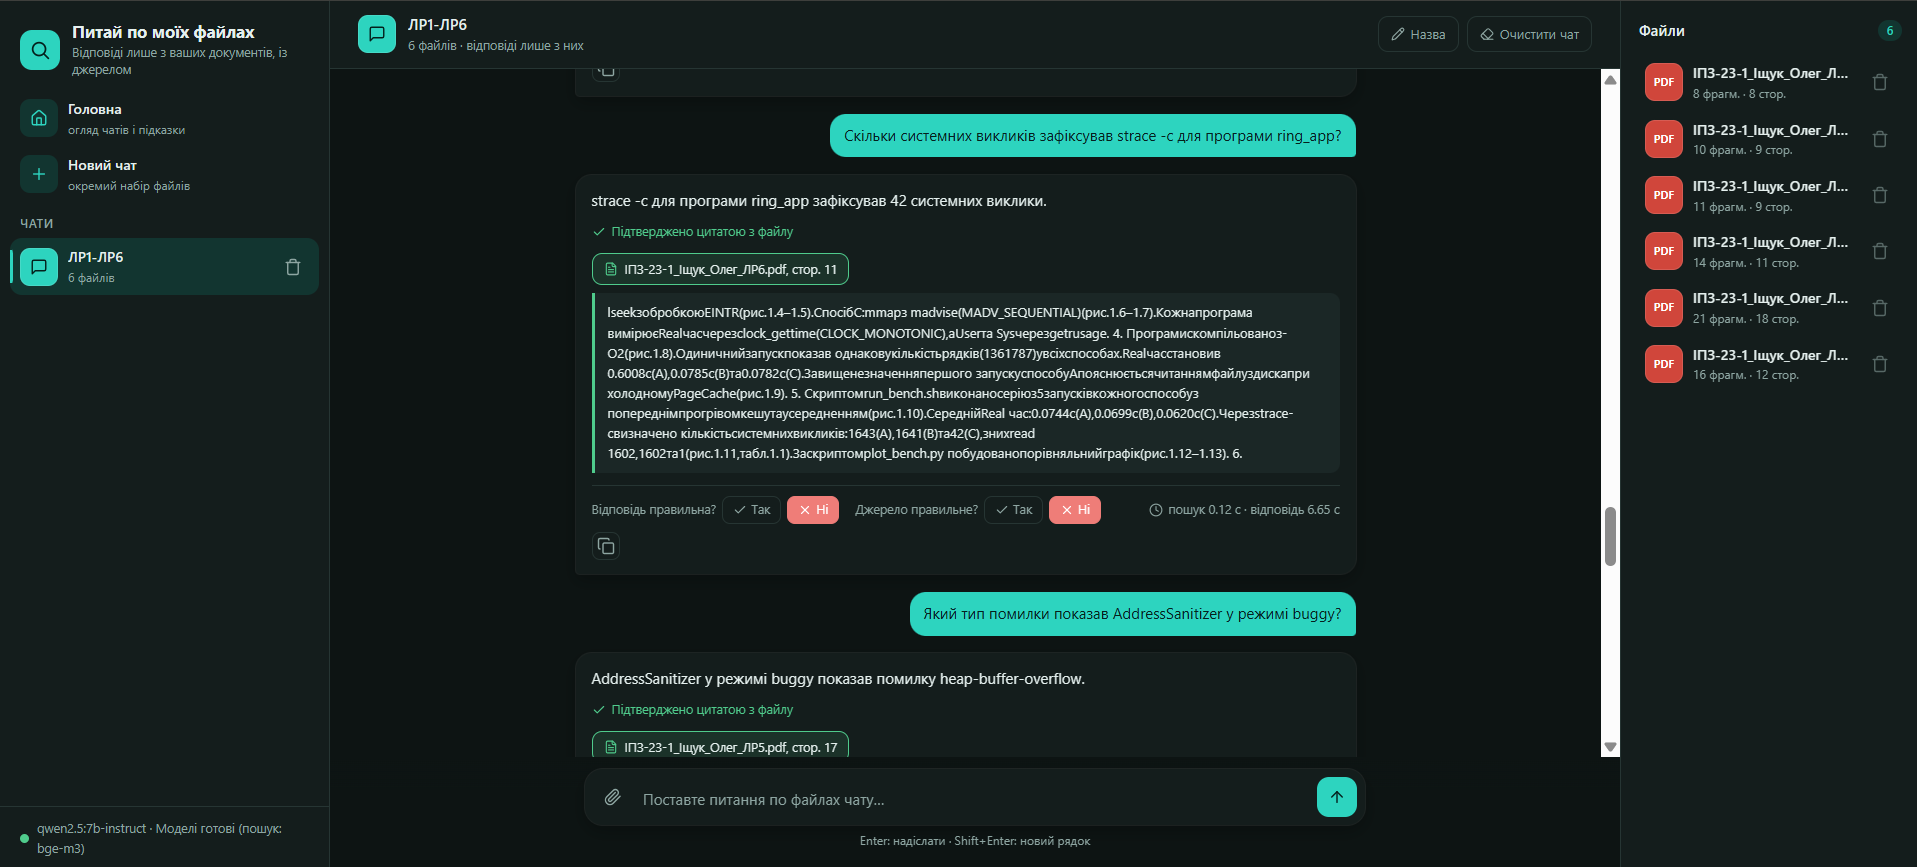 Питай по моїх файлах
Відповіді лише з ваших документів, із
джерелом
Головна
огляд чатів і підказки
Новий чат
окремий набір файлів
ЧАТИ
ЛР1-ЛР6
6 файлів
qwen2.5:7b-instruct · Моделі готові (пошук:
bge-m3)
ЛР1-ЛР6
6 файлів · відповіді лише з них
Назва
Очистити чат
Скільки системних викликів зафіксував strace -c для програми ring_app?
strace -c для програми ring_app зафіксував 42 системних виклики.
Підтверджено цитатою з файлу
ІПЗ-23-1_Іщук_Олег_ЛР6.pdf, стор. 11
lseekзобробкоюEINTR(рис.1.4–1.5).СпосібC:mmapз madvise(MADV_SEQUENTIAL)(рис.1.6–1.7).Кожнапрограма
вимірюєRealчасчерезclock_gettime(CLOCK_MONOTONIC),aUserта Sysчерезgetrusage. 4. Програмискомпільованоз-
O2(рис.1.8).Одиничнийзапускпоказав однаковукількістьрядків(1361787)увсіхспособах.Realчасстановив
0.6008с(A),0.0785с(B)та0.0782с(C).Завищенезначенняпершого запускуспособуAпояснюєтьсячитаннямфайлуздискапри
холодномуPageCache(рис.1.9). 5. Скриптомrun_bench.shвиконаносеріюз5запусківкожногоспособуз
попереднімпрогрівомкешутаусередненням(рис.1.10).СереднійReal час:0.0744с(A),0.0699с(B),0.0620с(C).Черезstrace-
cвизначено кількістьсистемнихвикликів:1643(A),1641(B)та42(C),знихread
1602,1602та1(рис.1.11,табл.1.1).Заскриптомplot_bench.py побудованопорівняльнийграфік(рис.1.12–1.13). 6.
Відповідь правильна? Так Ні Джерело правильне? Так Ні пошук 0.12 с · відповідь 6.65 с
Який тип помилки показав AddressSanitizer у режимі buggy?
AddressSanitizer у режимі buggy показав помилку heap-buffer-overflow.
Підтверджено цитатою з файлу
ІПЗ-23-1_Іщук_Олег_ЛР5.pdf, стор. 17
Поставте питання по файлах чату...
Enter: надіслати · Shift+Enter: новий рядок
Файли
6
PDF
ІПЗ-23-1_Іщук_Олег_Л...
8 фрагм. · 8 стор.
PDF
ІПЗ-23-1_Іщук_Олег_Л...
10 фрагм. · 9 стор.
PDF
ІПЗ-23-1_Іщук_Олег_Л...
11 фрагм. · 9 стор.
PDF
ІПЗ-23-1_Іщук_Олег_Л...
14 фрагм. · 11 стор.
PDF
ІПЗ-23-1_Іщук_Олег_Л...
21 фрагм. · 18 стор.
PDF
ІПЗ-23-1_Іщук_Олег_Л...
16 фрагм. · 12 стор.